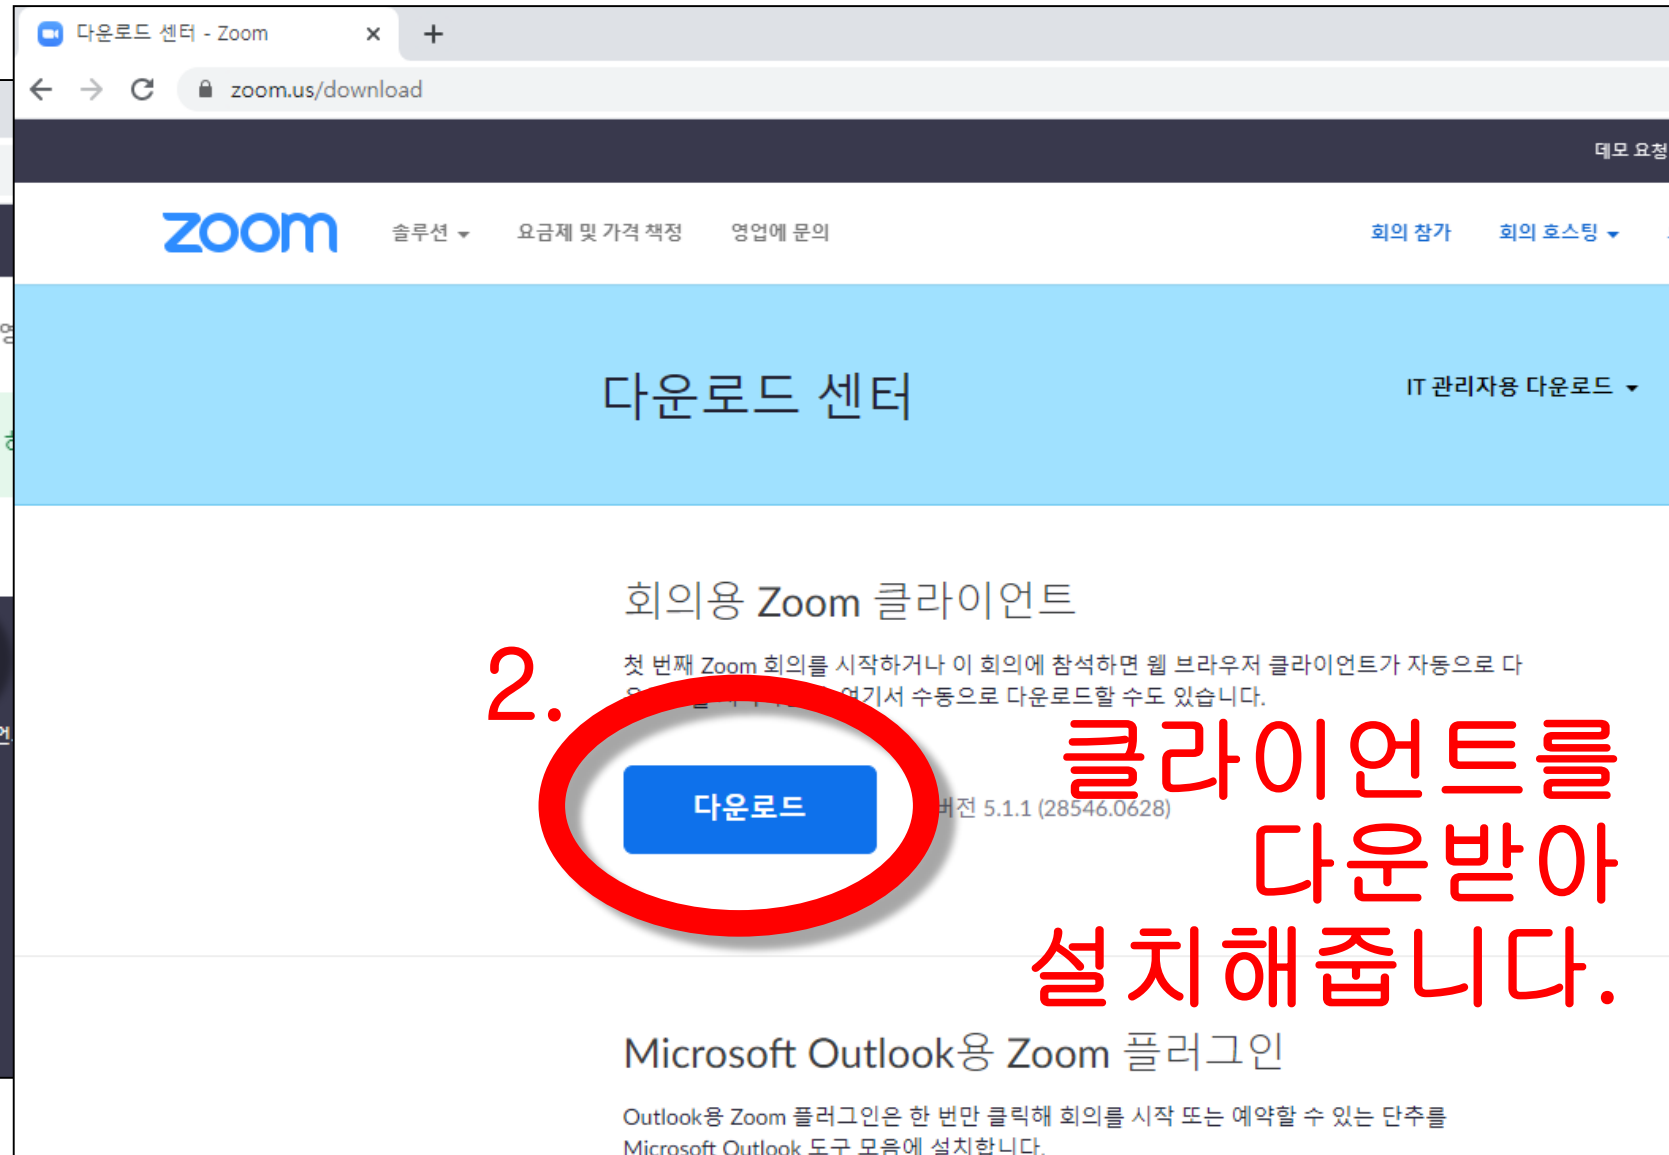 다운로드 센터 - Zoom
zoom.us/download
데모 요청
zoom 솔루션 요금제 및 가격 책정 영업에 문의 회의 참가 회의 호스팅
다운로드 센터
IT 관리자용 다운로드
회의용 Zoom 클라이언트
첫 번째 Zoom 회의를 시작하거나 이 회의에 참석하면 웹 브라우저 클라이언트가 자동으로 다
여기서 수동으로 다운로드할 수도 있습니다.
2.
다운로드
버전 5.1.1 (28546.0628)
클라이언트를
다운받아
설치해줍니다.
Microsoft Outlook용 Zoom 플러그인
Outlook용 Zoom 플러그인은 한 번만 클릭해 회의를 시작 또는 예약할 수 있는 단추를
Microsoft Outlook 도구 모음에 설치합니다.